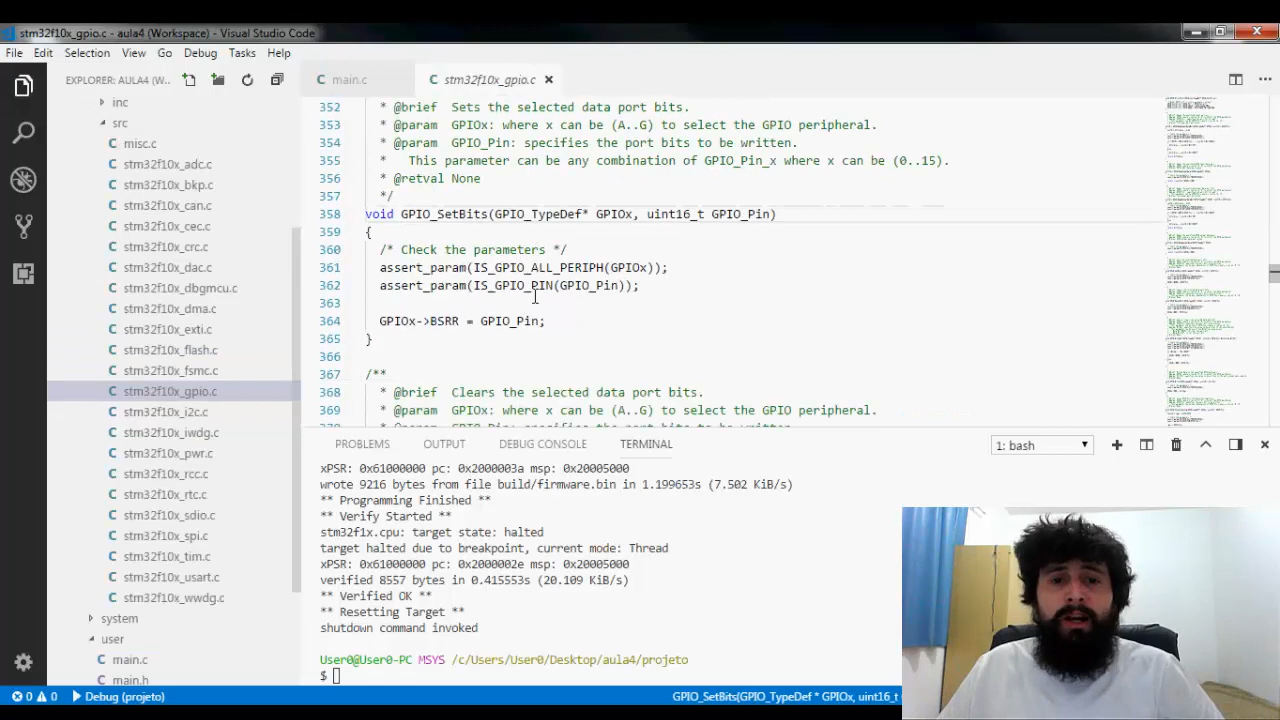 stm32f10x_gpio.c - aula4 (Workspace) - Visual Studio Code
File Edit Selection View Go Debug Tasks Help
EXPLORER: AULA4 (W...
main.c
stm32f10x_gpio.c
inc
src
misc.c
stm32f10x_adc.c
stm32f10x_bkp.c
stm32f10x_can.c
stm32f10x_cec.c
stm32f10x_crc.c
stm32f10x_dac.c
stm32f10x_dbgmcu.c
stm32f10x_dma.c
stm32f10x_exti.c
stm32f10x_flash.c
stm32f10x_fsmc.c
stm32f10x_gpio.c
stm32f10x_i2c.c
stm32f10x_iwdg.c
stm32f10x_pwr.c
stm32f10x_rcc.c
stm32f10x_rtc.c
stm32f10x_sdio.c
stm32f10x_spi.c
stm32f10x_tim.c
stm32f10x_usart.c
stm32f10x_wwdg.c
system
user
main.c
main.h
352 * @brief Sets the selected data port bits.
353 * @param GPIOx: where x can be (A..G) to select the GPIO peripheral.
354 * @param GPIO_Pin: specifies the port bits to be written.
355 * This parameter can be any combination of GPIO_Pin_x where x can be (0..15).
356 * @retval None
358 void GPIO_SetBits(GPIO_TypeDef* GPIOx, uint16_t GPIO_Pin)
359 {
360 /* Check the parameters */
361 assert_param(IS_GPIO_ALL_PERIPH(GPIOx));
362 assert_param(IS_GPIO_PIN(GPIO_Pin));
363
364 GPIOx->BSRR = GPIO_Pin;
365 }
366
367 /**
368 * @brief Clears the selected data port bits.
369 * @param GPIOx: where x can be (A..G) to select the GPIO peripheral.
370 * @param GPIO_Pin: specifies the port bits to be written.
PROBLEMS OUTPUT DEBUG CONSOLE TERMINAL 1: bash
xPSR: 0x61000000 pc: 0x2000003a msp: 0x20005000
wrote 9216 bytes from file build/firmware.bin in 1.199653s (7.502 KiB/s)
** Programming Finished **
** Verify Started **
stm32f1x.cpu: target state: halted
target halted due to breakpoint, current mode: Thread
xPSR: 0x61000000 pc: 0x2000002e msp: 0x20005000
verified 8557 bytes in 0.415553s (20.109 KiB/s)
** Verified OK **
** Resetting Target **
shutdown command invoked
User0@User0-PC MSYS /c/Users/User0/Desktop/aula4/projeto
$
0 0 Debug (projeto) GPIO_SetBits(GPIO_TypeDef * GPIOx, uint16_t